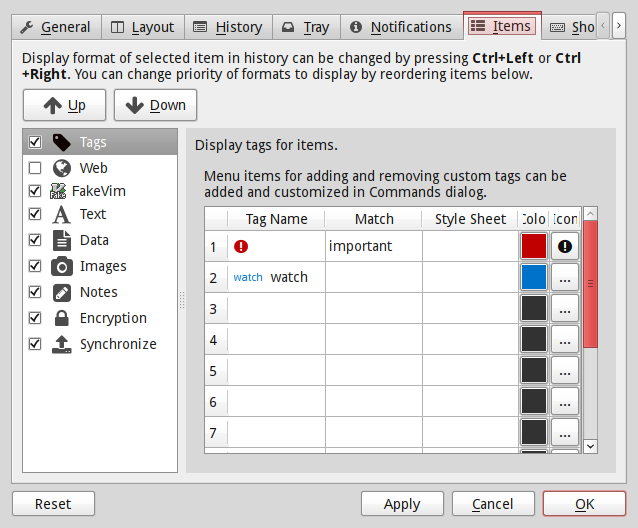 General Layout History Tray Notifications Items Sho
Display format of selected item in history can be changed by pressing Ctrl+Left or Ctrl
+Right. You can change priority of formats to display by reordering items below.
Up Down
Tags
Web
FakeVim
Text
Data
Images
Notes
Encryption
Synchronize
Display tags for items.
Menu items for adding and removing custom tags can be
added and customized in Commands dialog.
Tag Name Match Style Sheet Colo Icon
1 important
2 watch watch ...
3 ...
4 ...
5 ...
6 ...
7 ...
Reset Apply Cancel OK